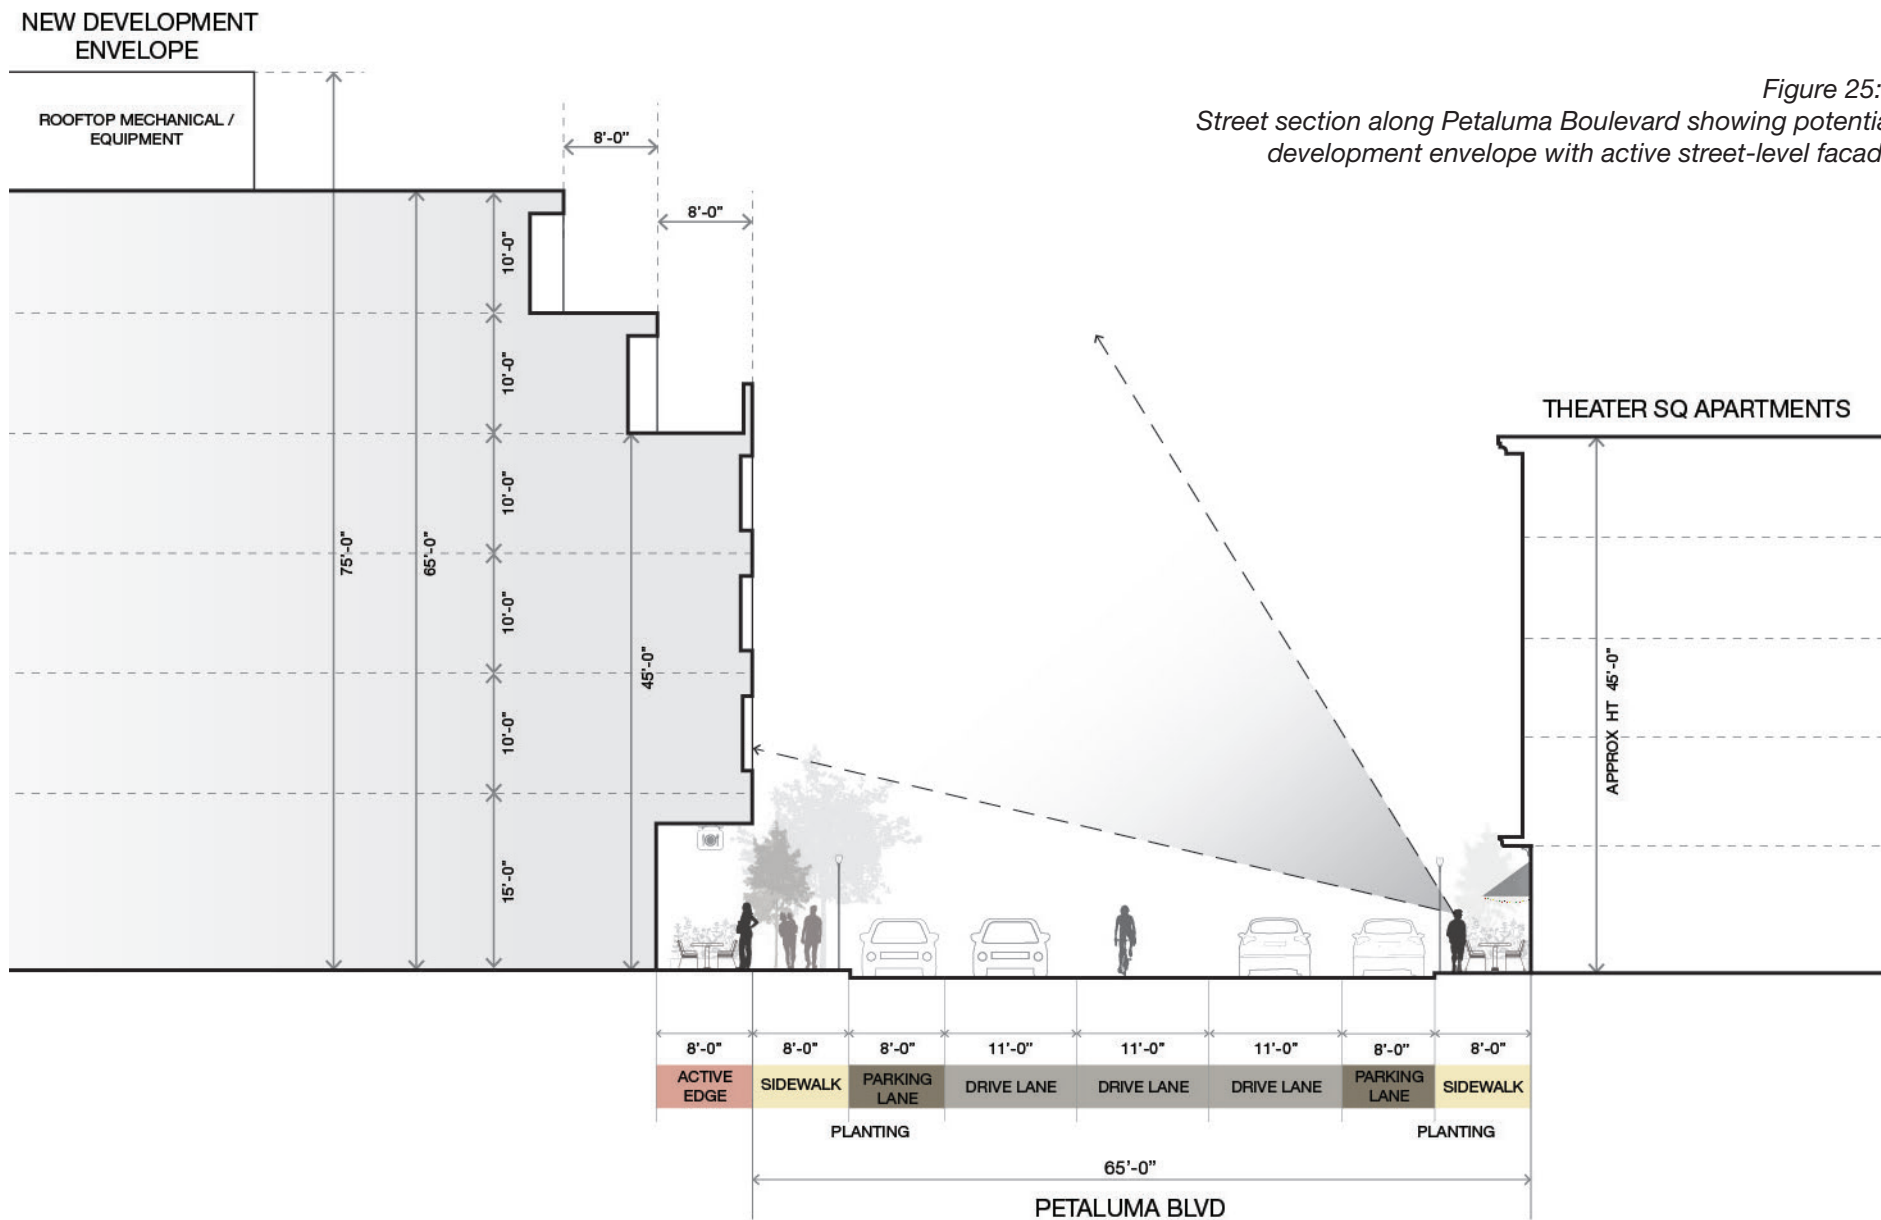 NEW DEVELOPMENT
ENVELOPE
ROOFTOP MECHANICAL /
EQUIPMENT
Figure 25:
Street section along Petaluma Boulevard showing potentia
development envelope with active street-level facad
8'-0"
8'-0"
10'-0"
10'-0"
10'-0"
10'-0"
10'-0"
15'-0"
75'-0"
65'-0"
45'-0"
THEATER SQ APARTMENTS
APPROX HT 45'-0"
8'-0" 8'-0" 8'-0" 11'-0" 11'-0" 11'-0" 8'-0" 8'-0"
ACTIVE
EDGE
SIDEWALK
PARKING
LANE
DRIVE LANE
DRIVE LANE
DRIVE LANE
PARKING
LANE
SIDEWALK
PLANTING
PLANTING
65'-0"
PETALUMA BLVD